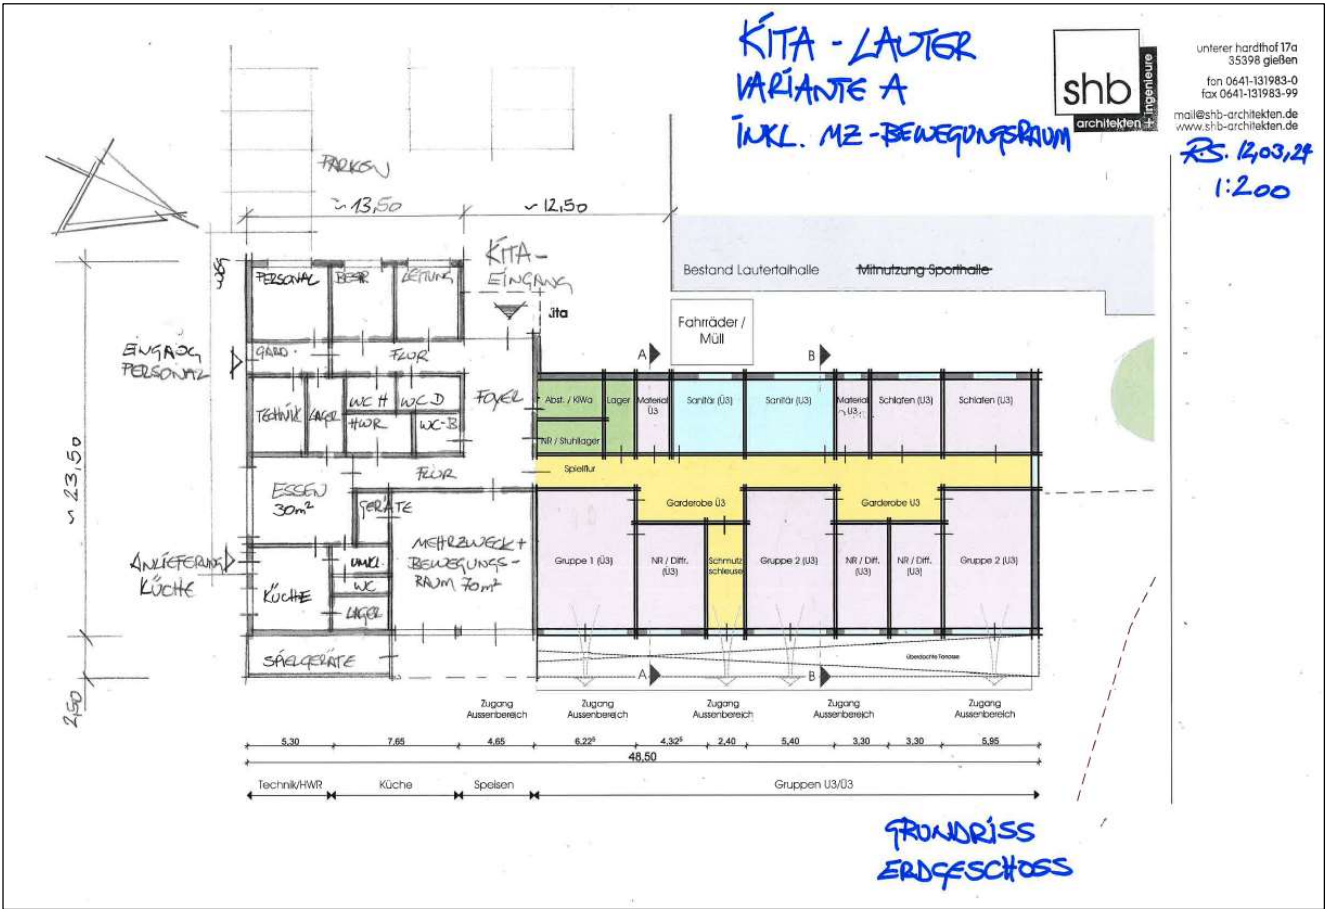 KITA - LAUTER
VARIANTE A
INKL. MZ-BEWEGUNGSRAUM
shb
architekten + ingenieure
unterer hardthof 17a
35398 gießen
fon 0641-131983-0
fax 0641-131983-99
mail@shb-architekten.de
www.shb-architekten.de
R.S. 12,03,24
1:200
PARKEN
~ 13,50
~ 12,50
KITA-
EINGANG
Bestand Lautertalhalle
Mitnutzung Sporthalle
PERSONAL
BESPR.
LEITUNG
Fahrräder /
Müll
EINGANG
PERSONAL
GARD.
FLUR
A
B
TECHNIK
LAGER
WC H
WC D
HWR
WC-B
FOYER
Abst. / KiWa
Lager
Material
Ü3
Sanitär (Ü3)
Sanitär (U3)
Material
U3
Schlafen (U3)
Schlafen (U3)
NR / Stuhllager
~ 23,50
FLUR
Spielflur
ESSEN
30m²
GERÄTE
Garderobe Ü3
Garderobe U3
ANLIEFERUNG
KÜCHE
MEHRZWECK +
BEWEGUNGS-
RAUM 70m²
KÜCHE
UMKL.
WC
LAGER
Gruppe 1 (Ü3)
NR / Diff.
(Ü3)
Schmutz
schleuse
Gruppe 2 (U3)
NR / Diff.
(U3)
NR / Diff.
(U3)
Gruppe 2 (U3)
SPIELGERÄTE
überdachte Terrasse
A
B
2,50
Zugang
Aussenbereich
Zugang
Aussenbereich
Zugang
Aussenbereich
Zugang
Aussenbereich
Zugang
Aussenbereich
5,30
7,65
4,65
6,22⁵
4,32⁵
2,40
5,40
3,30
3,30
5,95
48,50
Technik/HWR
Küche
Speisen
Gruppen U3/Ü3
GRUNDRISS
ERDGESCHOSS